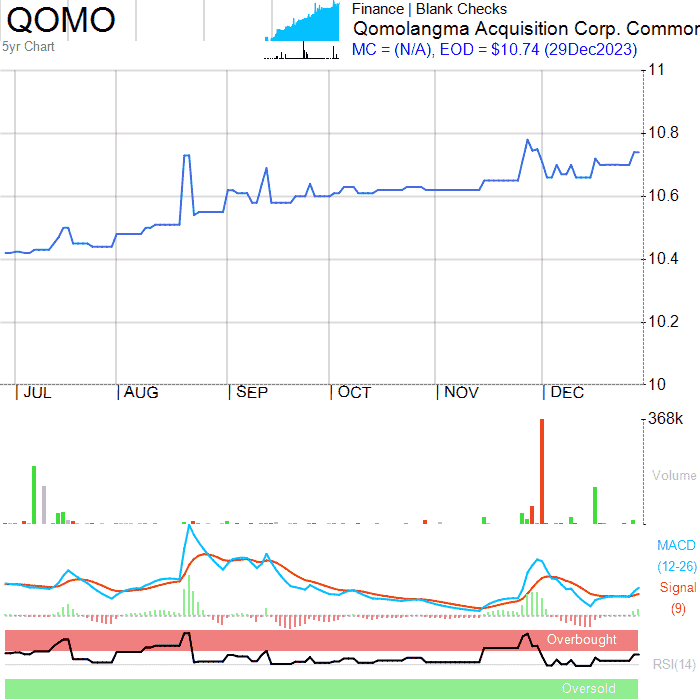 QOMO
5yr Chart
Finance | Blank Checks
Qomolangma Acquisition Corp. Common
MC = (N/A), EOD = $10.74 (29Dec2023)
11
10.8
10.6
10.4
10.2
10
JUL AUG SEP OCT NOV DEC
368k
Volume
MACD
(12-26)
Signal
(9)
Overbought
RSI(14)
Oversold